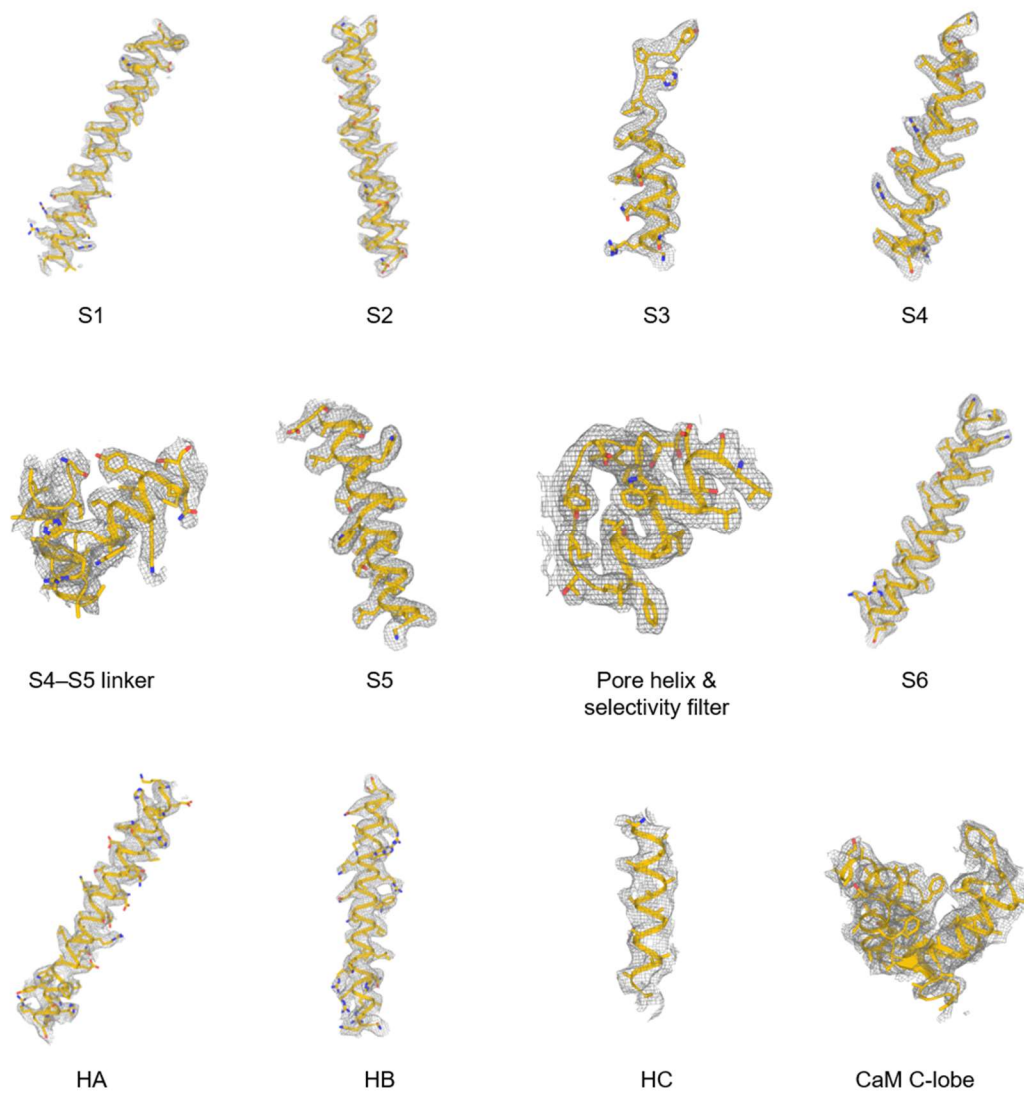 S1
S2
S3
S4
S4–S5 linker
S5
Pore helix &
selectivity filter
S6
HA
HB
HC
CaM C-lobe